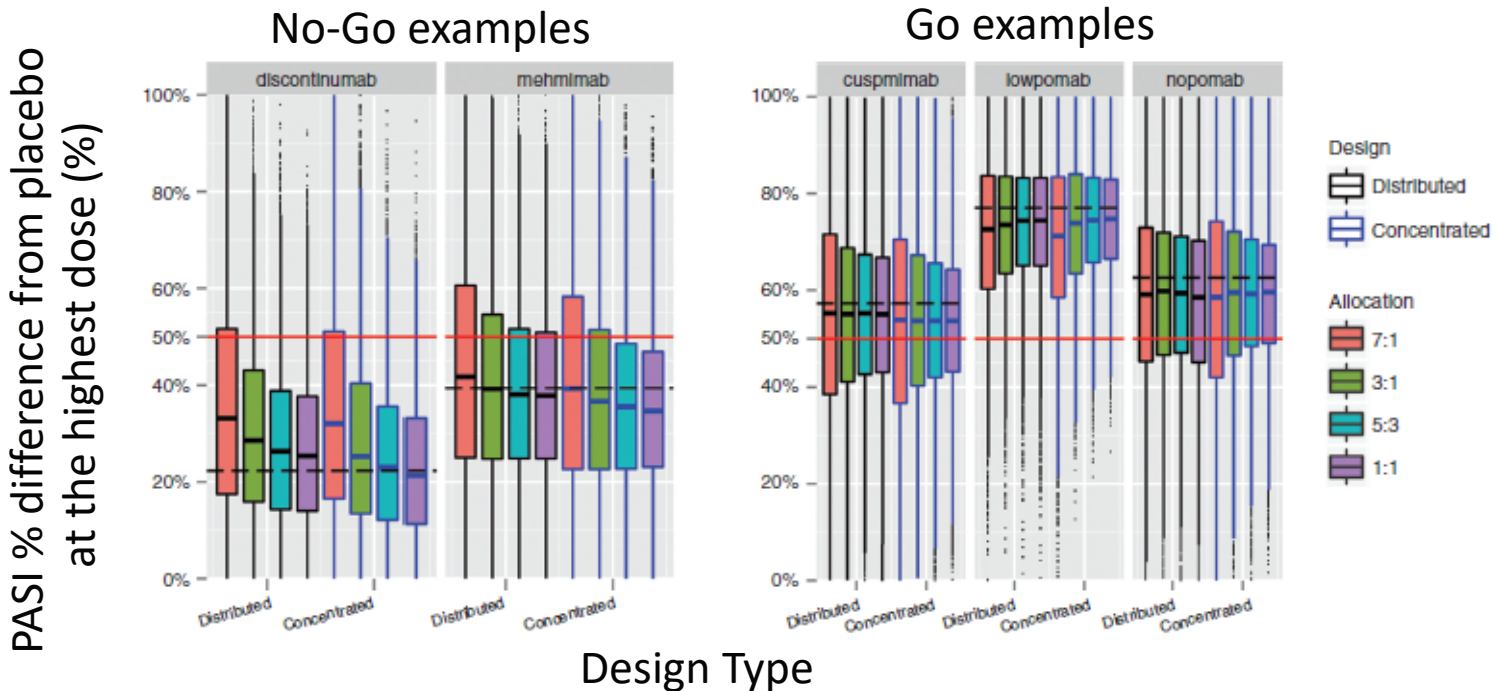 No-Go examples
Go examples
PASI % difference from placebo
at the highest dose (%)
discontinumab
mehmimab
100%
80%
60%
50%
40%
20%
0%
Distributed
Concentrated
Distributed
Concentrated
cuspmimab
lowpomab
nopomab
100%
80%
60%
50%
40%
20%
0%
Distributed
Concentrated
Distributed
Concentrated
Distributed
Concentrated
Design Type
Design
Distributed
Concentrated
Allocation
7:1
3:1
5:3
1:1